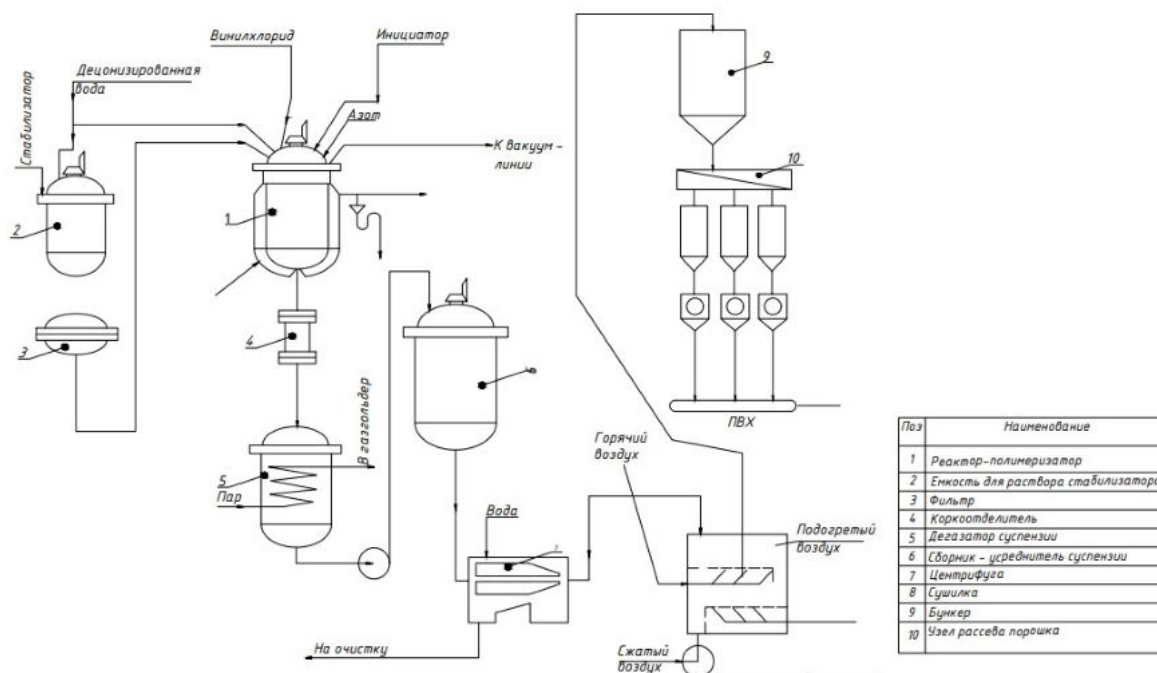 Винилхлорид
Инициатор
Децонизированная
вода
Стабилизатор
Азот
К вакуум -
линии
1
2
3
4
5
В газгольдер
Пар
6
Вода
7
На очистку
Горячий
воздух
Подогретый
воздух
Сжатый
воздух
9
10
ПВХ
Поз Наименование
1 Реактор-полимеризатор
2 Емкость для раствора стабилизатора
3 Фильтр
4 Коркоотделитель
5 Дегазатор суспензии
6 Сборник - усреднитель суспензии
7 Центрифуга
8 Сушилка
9 Бункер
10 Узел рассева порошка